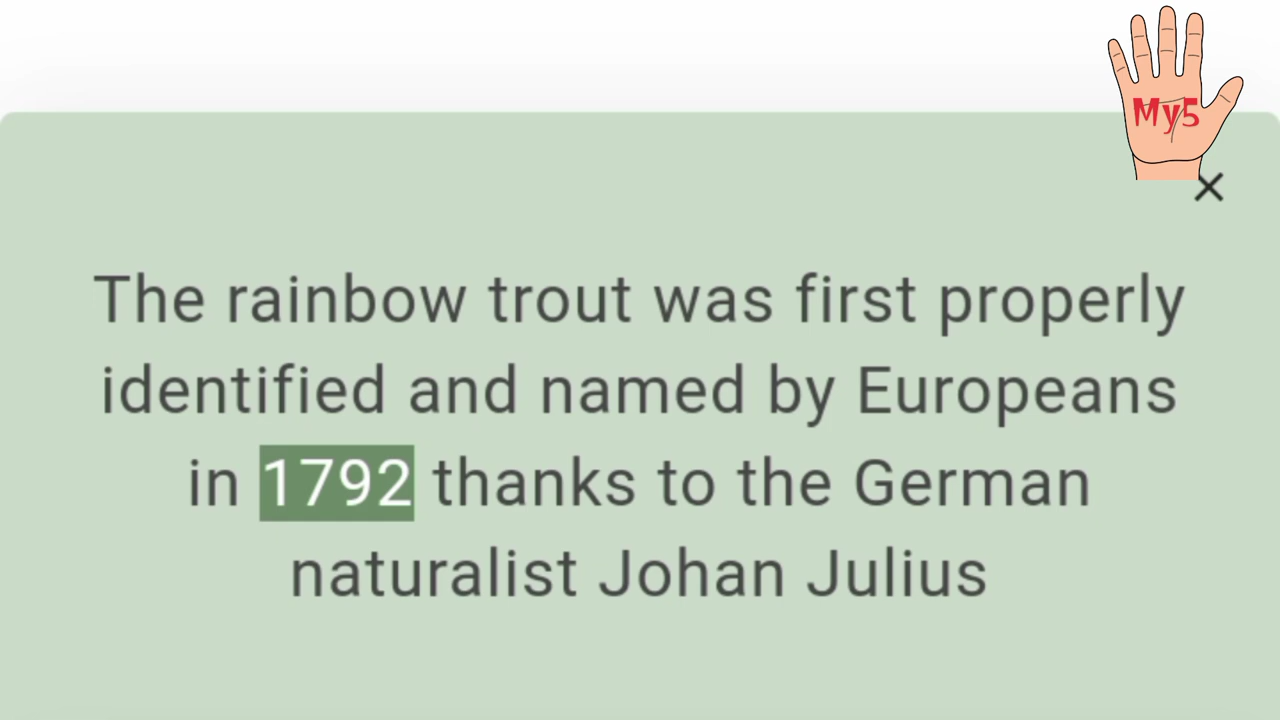 My5
The rainbow trout was first properly
identified and named by Europeans
in 1792 thanks to the German
naturalist Johan Julius